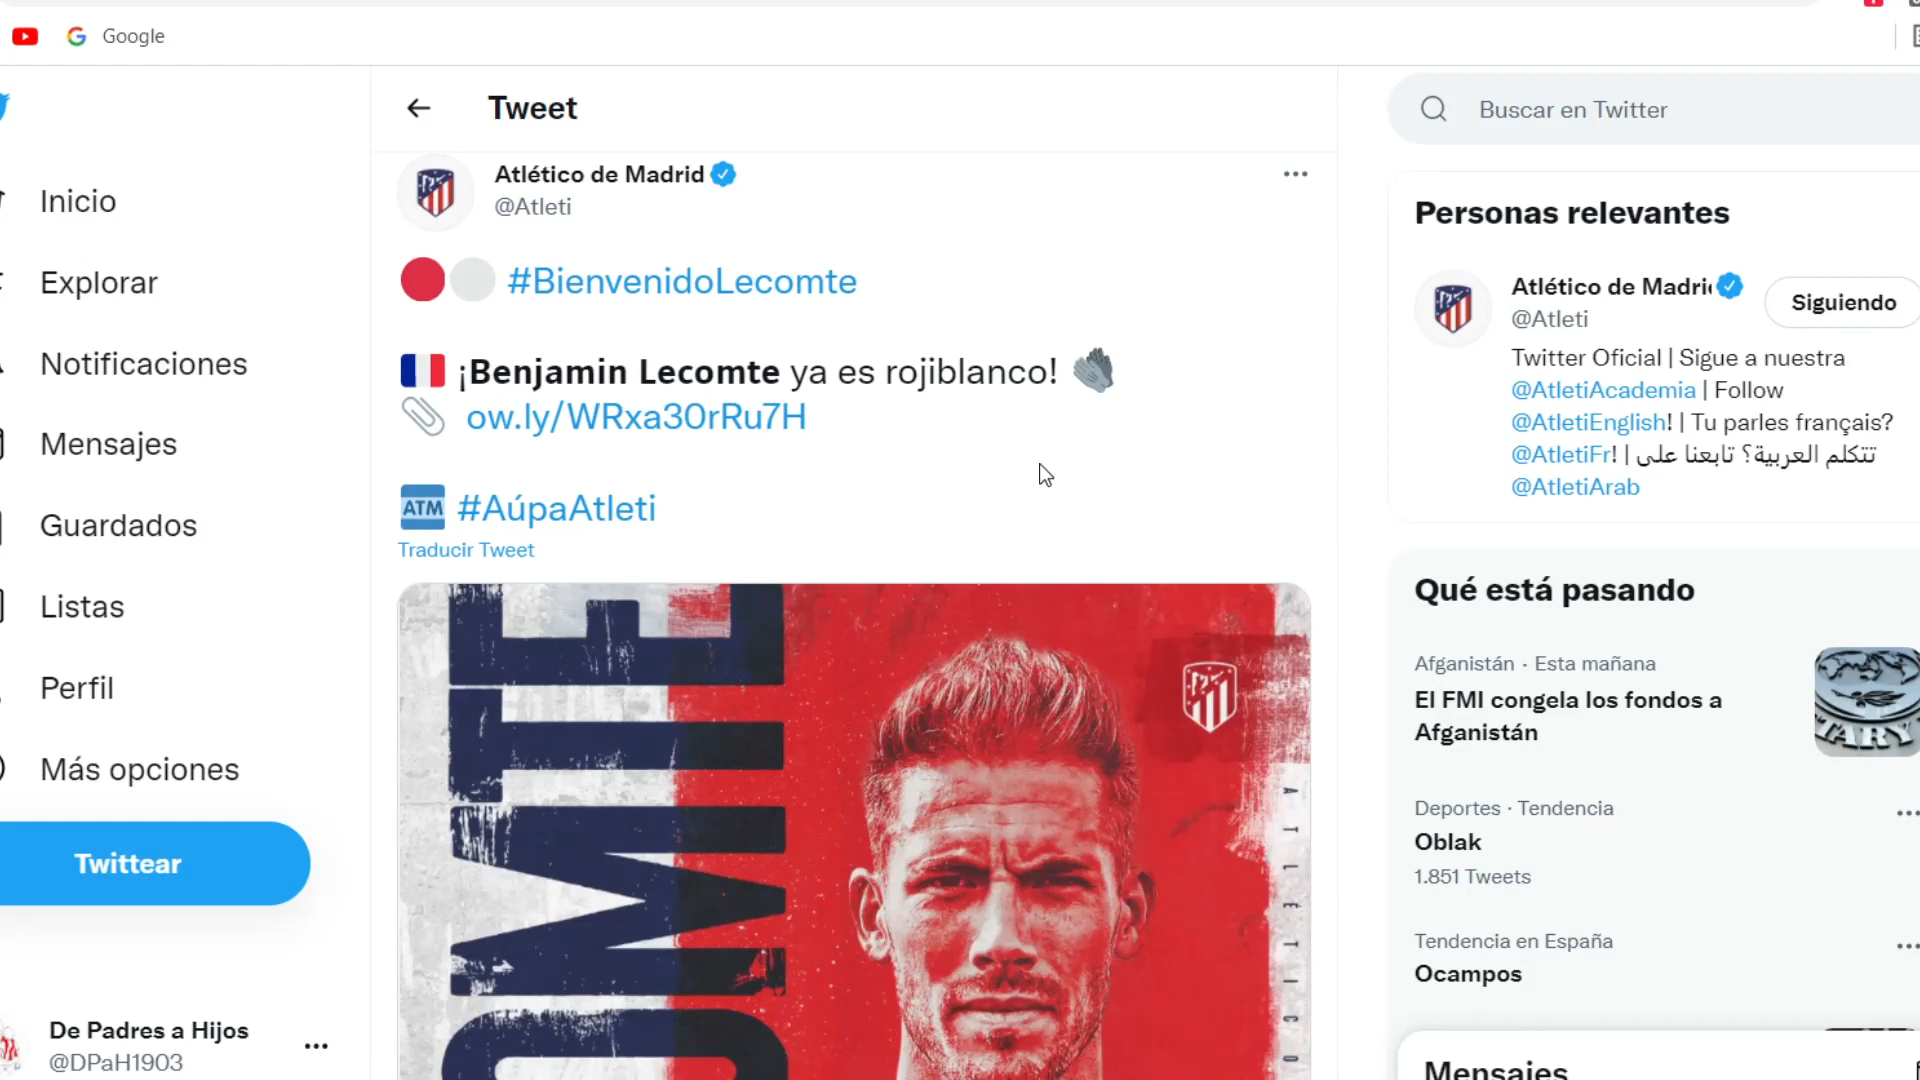 Google
Tweet
Buscar en Twitter
Atlético de Madrid
@Atleti
Inicio
Explorar
Notificaciones
Mensajes
Guardados
Listas
Perfil
Más opciones
Twittear
De Padres a Hijos
@DPaH1903
#BienvenidoLecomte
¡Benjamin Lecomte ya es rojiblanco!
ow.ly/WRxa30rRu7H
ATM #AúpaAtleti
Traducir Tweet
OMTE
ATLÉTICO
Personas relevantes
Atlético de Madri
@Atleti
Siguiendo
Twitter Oficial | Sigue a nuestra
@AtletiAcademia | Follow
@AtletiEnglish! | Tu parles français?
@AtletiFr! | تتكلم العربية؟ تابعنا على
@AtletiArab
Qué está pasando
Afganistán · Esta mañana
El FMI congela los fondos a
Afganistán
TARY
Deportes · Tendencia
Oblak
1.851 Tweets
Tendencia en España
Ocampos
Mensajes